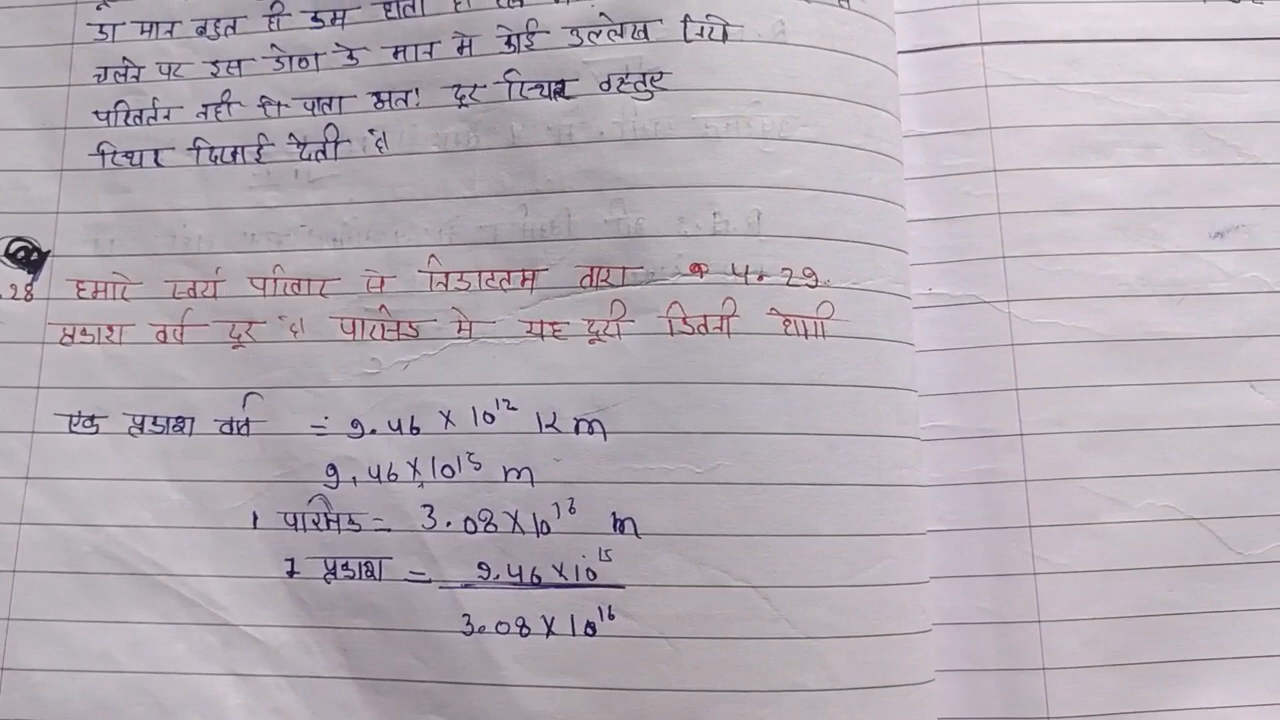 का मान बहुत ही कम होता है
चलने पर इस कोण के मान मे कोई उल्लेख निये
परिवर्तन नही हो पाता अत: दूर स्थित वस्तुए
स्थिर दिखाई देती है।
28 हमारे स्वयं परिवार से निकटतम तारा 4.29.
प्रकाश वर्ष दूर है। पारसेक मे यह दूरी कितनी होगी
एक प्रकाश वर्ष = 9.46 × 10¹² Km
9.46×10¹⁵ m
1 पारसेक = 3.08×10¹⁶ m
1 प्रकाश = 9.46×10¹⁵
3.08×10¹⁶